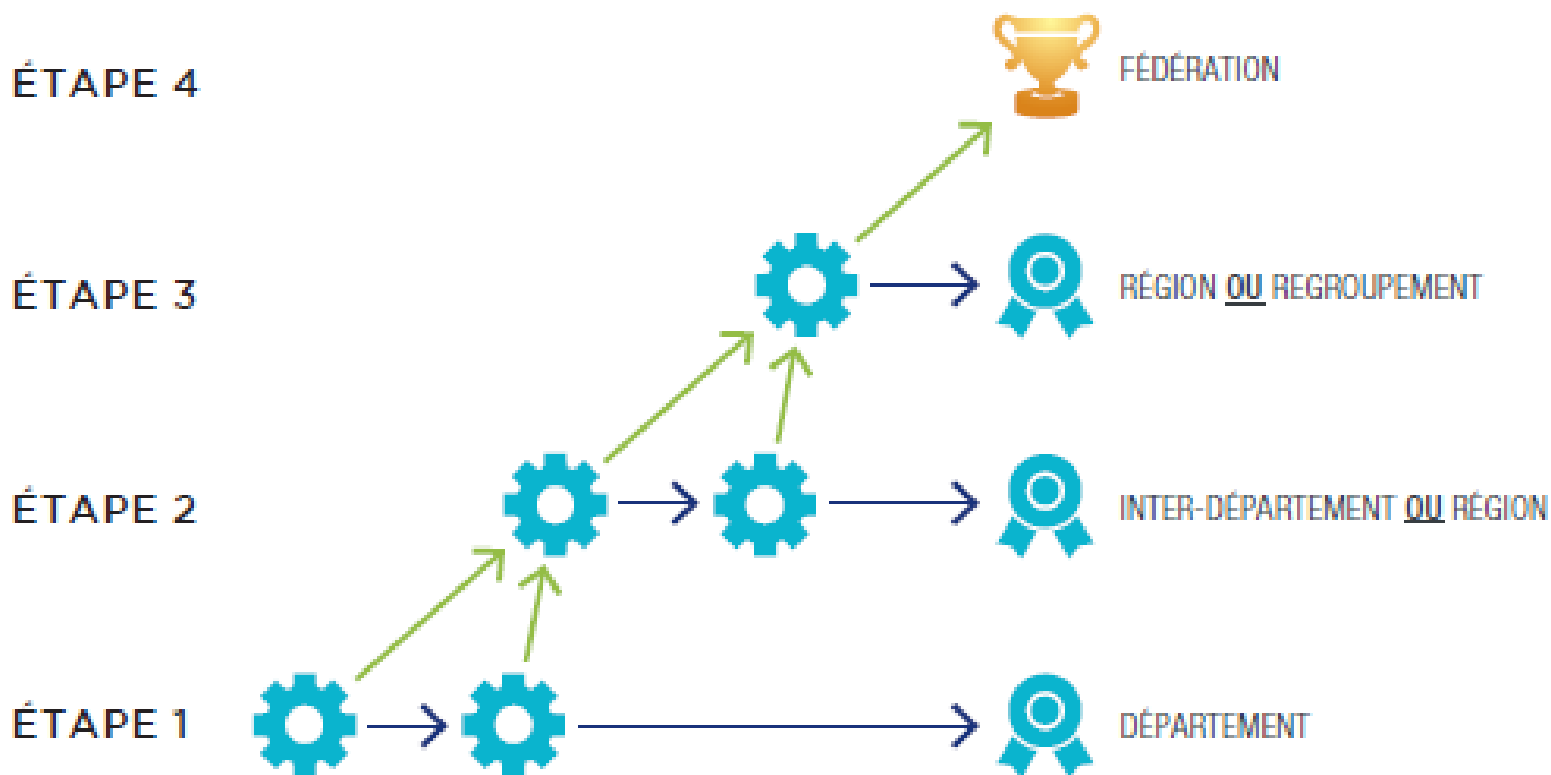 ÉTAPE 4
FÉDÉRATION
ÉTAPE 3
RÉGION OU REGROUPEMENT
ÉTAPE 2
INTER-DÉPARTEMENT OU RÉGION
ÉTAPE 1
DÉPARTEMENT